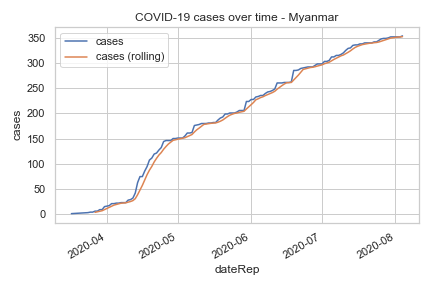 COVID-19 cases over time - Myanmar
cases
cases (rolling)
350
300
250
200
150
100
50
0
cases
2020-04
2020-05
2020-06
2020-07
2020-08
dateRep